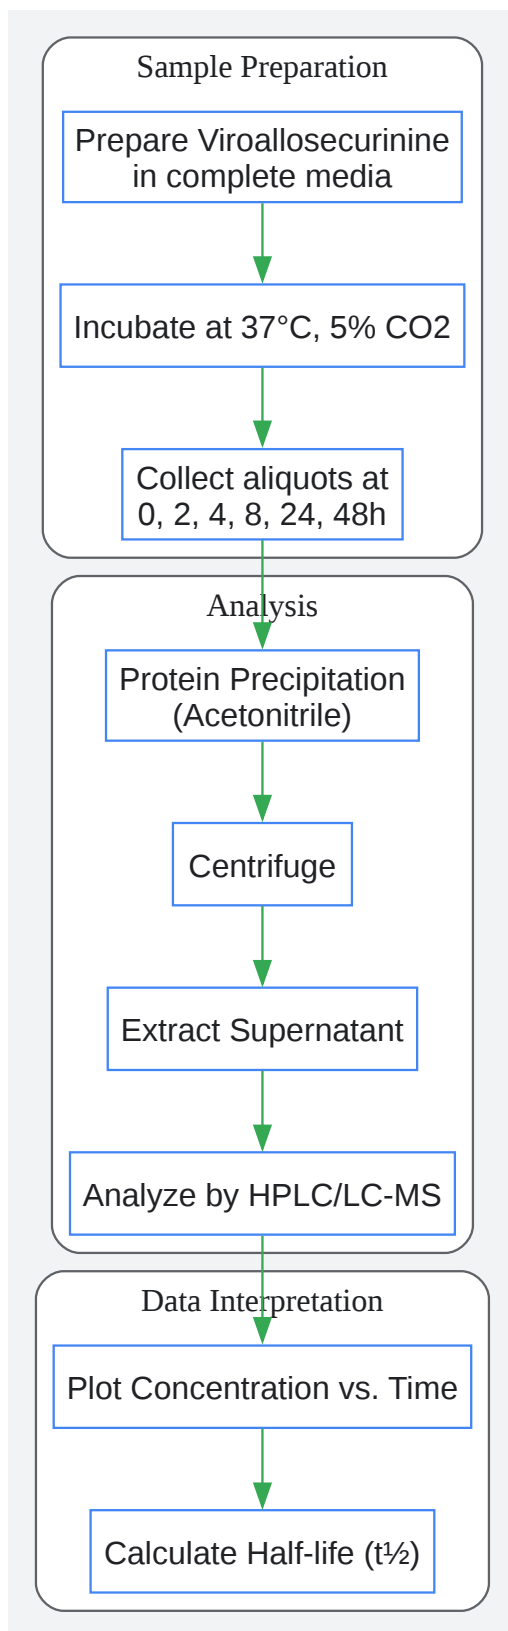 Sample Preparation
Prepare Viroallosecurinine
in complete media
Incubate at 37°C, 5% CO2
Collect aliquots at
0, 2, 4, 8, 24, 48h
Analysis
Protein Precipitation
(Acetonitrile)
Centrifuge
Extract Supernatant
Analyze by HPLC/LC-MS
Data Interpretation
Plot Concentration vs. Time
Calculate Half-life (t½)